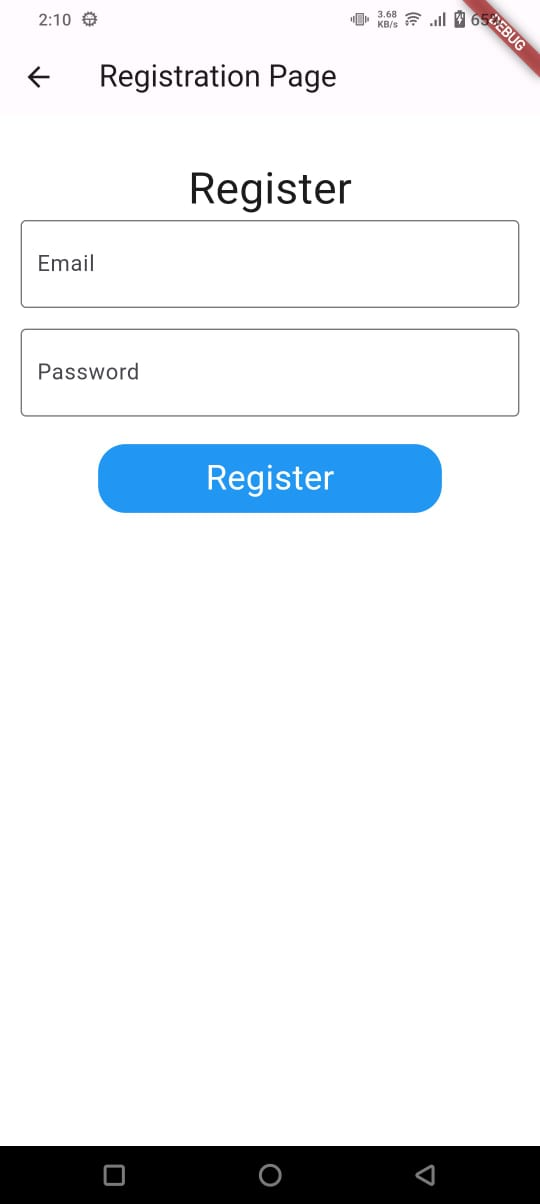 2:10 3.68 KB/s
DEBUG
Registration Page
Register
Email
Password
Register